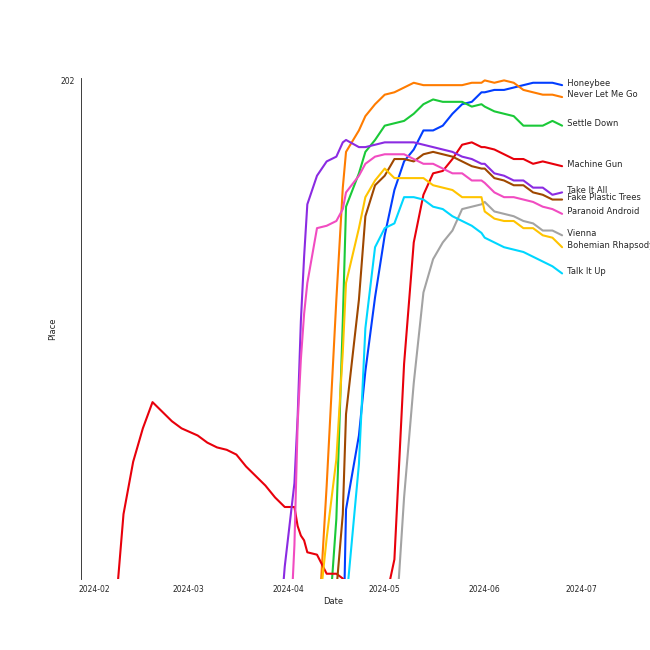 202
Place
Honeybee
Never Let Me Go
Settle Down
Machine Gun
Take It All
Fake Plastic Trees
Paranoid Android
Vienna
Bohemian Rhapsod
Talk It Up
2024-02 2024-03 2024-04 2024-05 2024-06 2024-07
Date